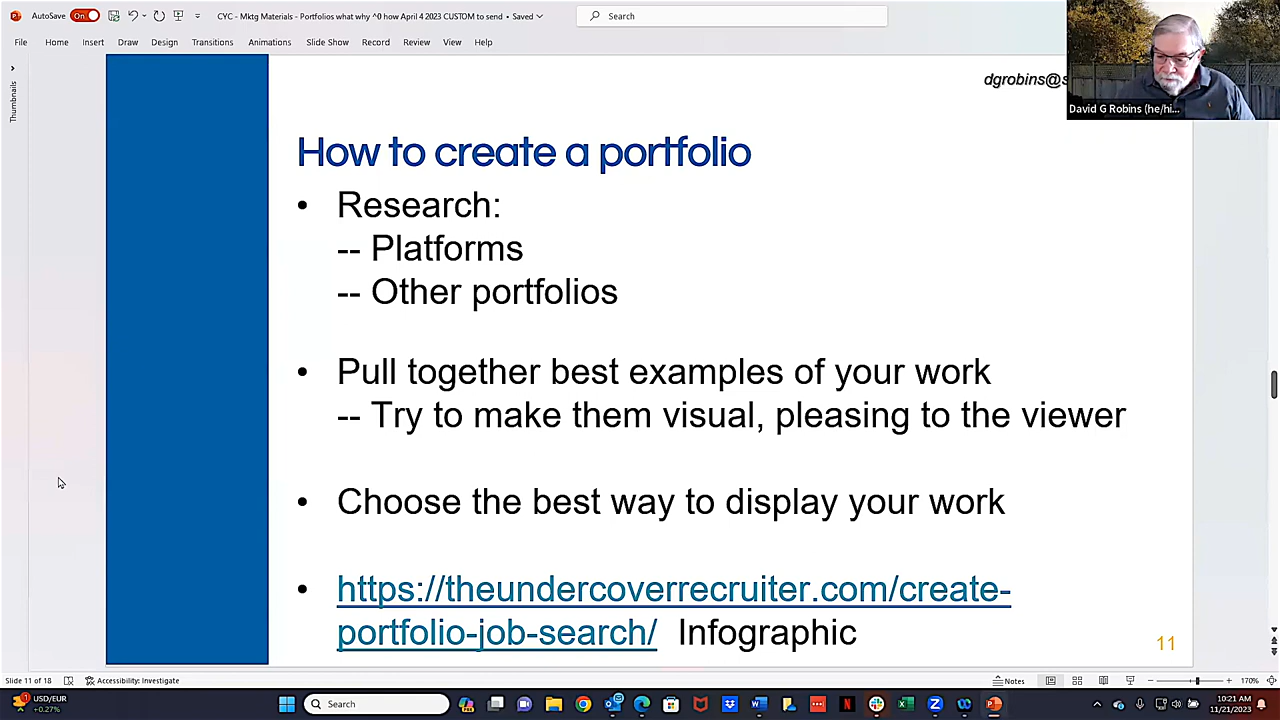 AutoSave On
CYC - Mktg Materials - Portfolios what why ^0 how April 4 2023 CUSTOM to send • Saved
Search
File Home Insert Draw Design Transitions Animations Slide Show Record Review View Help
Thumbnails
dgrobins@s
David G Robins (he/hi...
How to create a portfolio
• Research:
-- Platforms
-- Other portfolios
• Pull together best examples of your work
-- Try to make them visual, pleasing to the viewer
• Choose the best way to display your work
• https://theundercoverrecruiter.com/create-
portfolio-job-search/ Infographic
11
Slide 11 of 18
Accessibility: Investigate
Notes
170%
1
USD/EUR
+0.27%
Search
10:21 AM
11/21/2023